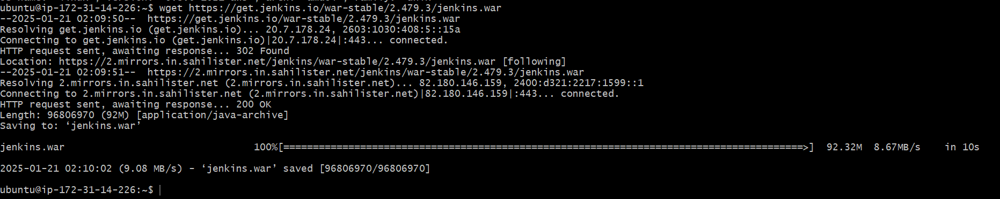 ubuntu@ip-172-31-14-226:~$ wget https://get.jenkins.io/war-stable/2.479.3/jenkins.war
--2025-01-21 02:09:50--  https://get.jenkins.io/war-stable/2.479.3/jenkins.war
Resolving get.jenkins.io (get.jenkins.io)... 20.7.178.24, 2603:1030:408:5::15a
Connecting to get.jenkins.io (get.jenkins.io)|20.7.178.24|:443... connected.
HTTP request sent, awaiting response... 302 Found
Location: https://2.mirrors.in.sahilister.net/jenkins/war-stable/2.479.3/jenkins.war [following]
--2025-01-21 02:09:51--  https://2.mirrors.in.sahilister.net/jenkins/war-stable/2.479.3/jenkins.war
Resolving 2.mirrors.in.sahilister.net (2.mirrors.in.sahilister.net)... 82.180.146.159, 2400:d321:2217:1599::1
Connecting to 2.mirrors.in.sahilister.net (2.mirrors.in.sahilister.net)|82.180.146.159|:443... connected.
HTTP request sent, awaiting response... 200 OK
Length: 96806970 (92M) [application/java-archive]
Saving to: ‘jenkins.war’
jenkins.war 100%[========================================================================================>] 92.32M 8.67MB/s in 10s
2025-01-21 02:10:02 (9.08 MB/s) - ‘jenkins.war’ saved [96806970/96806970]
ubuntu@ip-172-31-14-226:~$